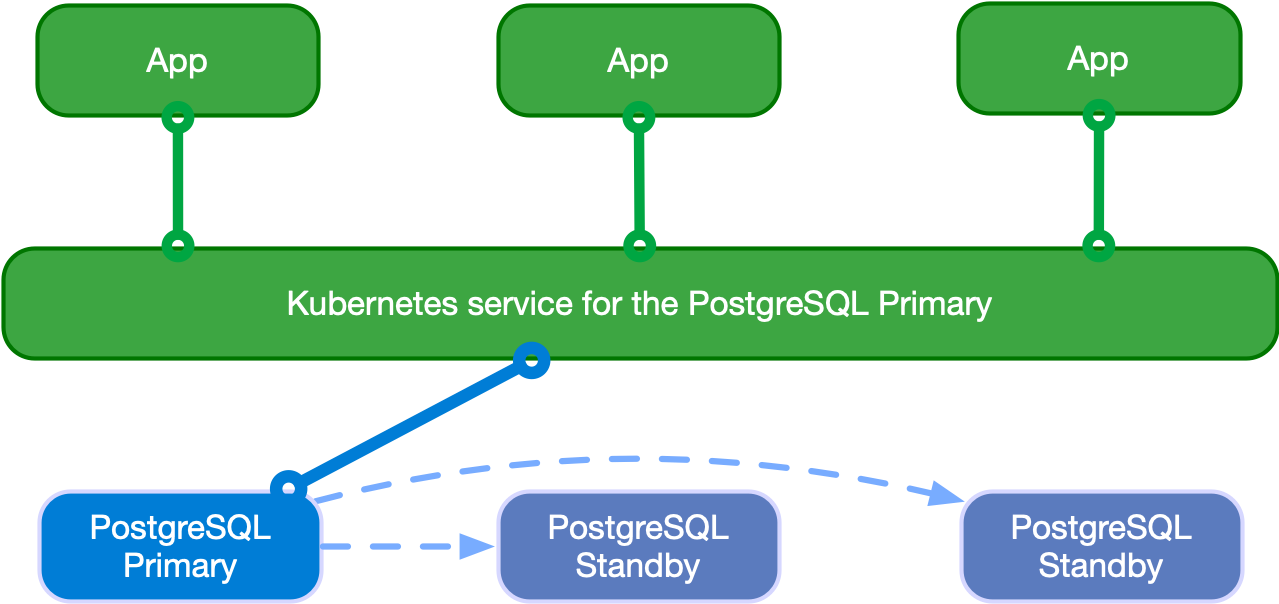 App
App
App
Kubernetes service for the PostgreSQL Primary
PostgreSQL
Primary
PostgreSQL
Standby
PostgreSQL
Standby